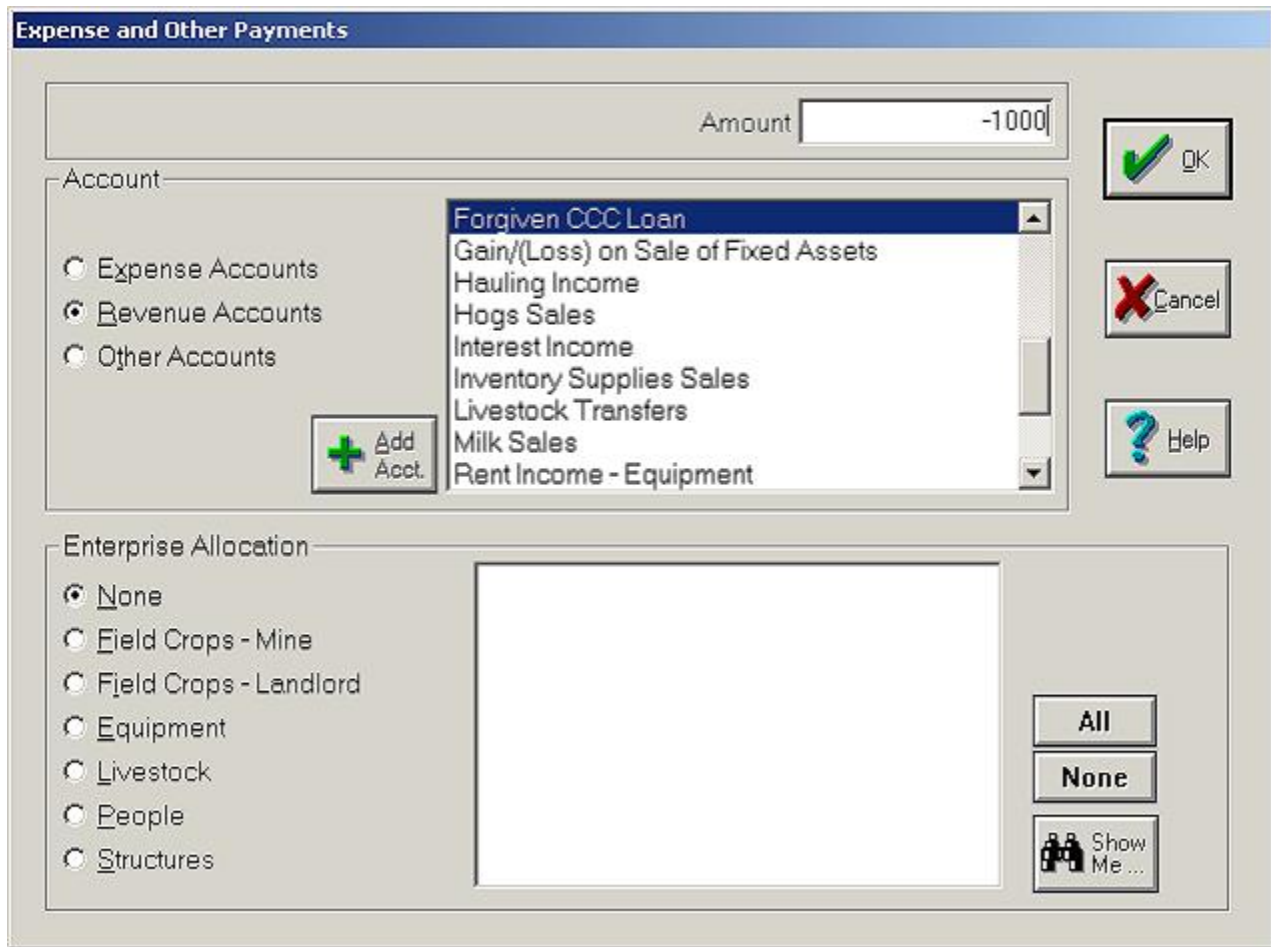 Expense and Other Payments
Amount -1000
OK
Account
Expense Accounts
Revenue Accounts
Other Accounts
Add
Acct.
Forgiven CCC Loan
Gain/(Loss) on Sale of Fixed Assets
Hauling Income
Hogs Sales
Interest Income
Inventory Supplies Sales
Livestock Transfers
Milk Sales
Rent Income - Equipment
Cancel
Help
Enterprise Allocation
None
Field Crops - Mine
Field Crops - Landlord
Equipment
Livestock
People
Structures
All
None
Show
Me ...